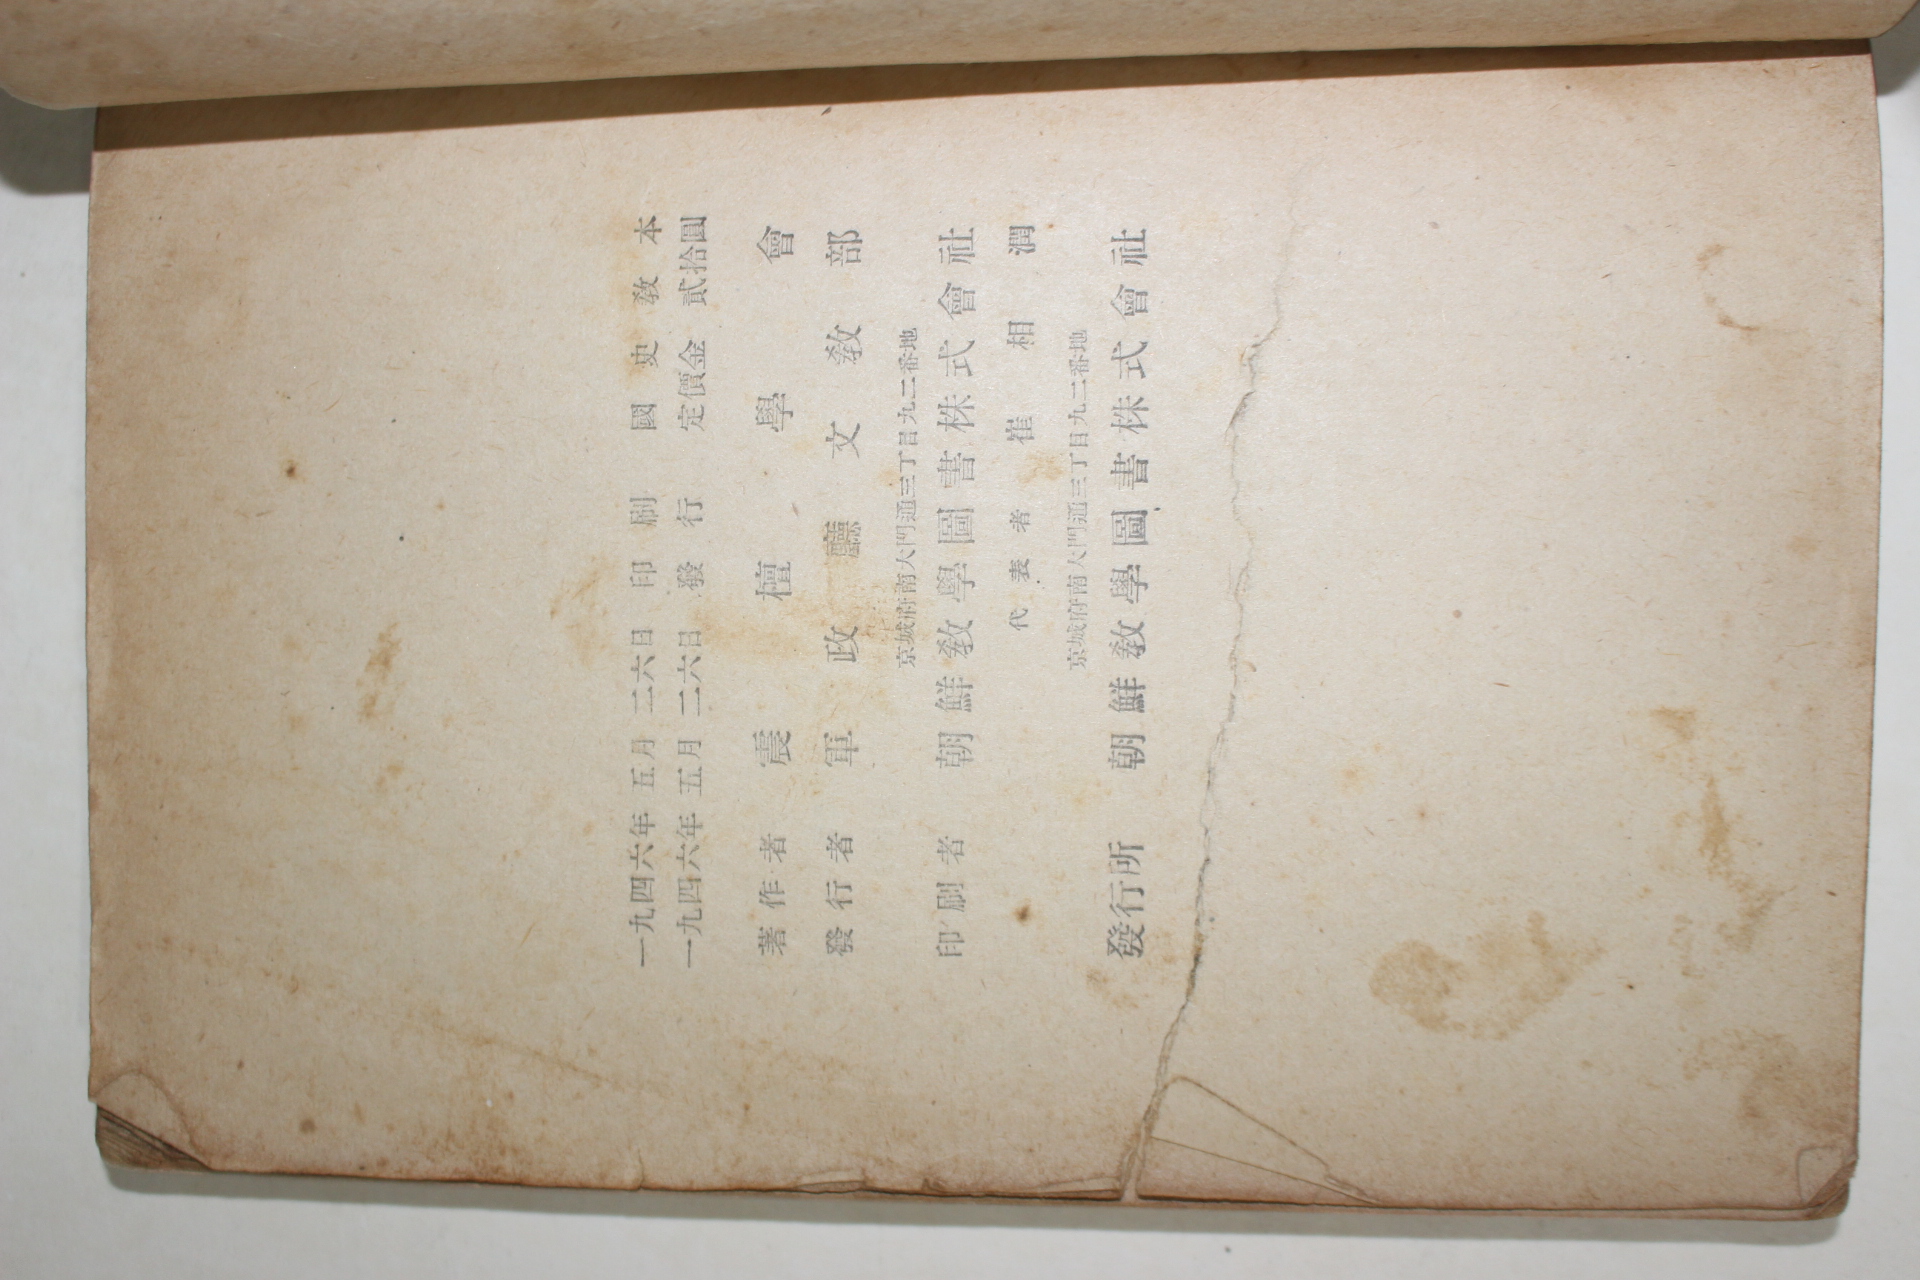 一九四六年 五月 二六日 印 刷 國 史 敎 本
一九四六年 五月 二六日 發 行 定價金 貳拾圓
著作者 震檀學會
發行者 軍政廳文敎部
京城府南大門通三丁目九二番地
印刷者 朝鮮敎學圖書株式會社
代表者 崔相潤
京城府南大門通三丁目九二番地
發行所 朝鮮敎學圖書株式會社